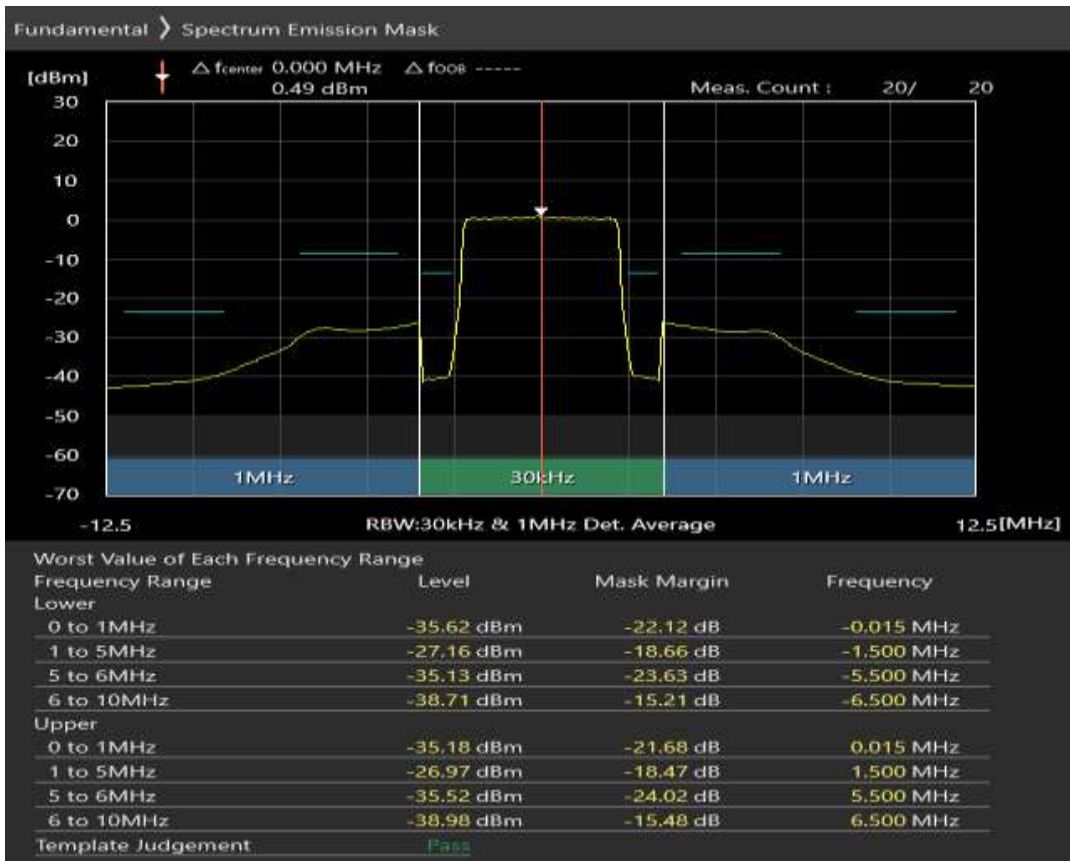 Fundamental 〉 Spectrum Emission Mask
[dBm] △ fcenter 0.000 MHz △ fOOB -----
0.49 dBm Meas. Count : 20/ 20
30
20
10
0
-10
-20
-30
-40
-50
-60
1MHz 30kHz 1MHz
-70
-12.5 RBW:30kHz & 1MHz Det. Average 12.5[MHz]
Worst Value of Each Frequency Range
Frequency Range Level Mask Margin Frequency
Lower
0 to 1MHz -35.62 dBm -22.12 dB -0.015 MHz
1 to 5MHz -27.16 dBm -18.66 dB -1.500 MHz
5 to 6MHz -35.13 dBm -23.63 dB -5.500 MHz
6 to 10MHz -38.71 dBm -15.21 dB -6.500 MHz
Upper
0 to 1MHz -35.18 dBm -21.68 dB 0.015 MHz
1 to 5MHz -26.97 dBm -18.47 dB 1.500 MHz
5 to 6MHz -35.52 dBm -24.02 dB 5.500 MHz
6 to 10MHz -38.98 dBm -15.48 dB 6.500 MHz
Template Judgement Pass